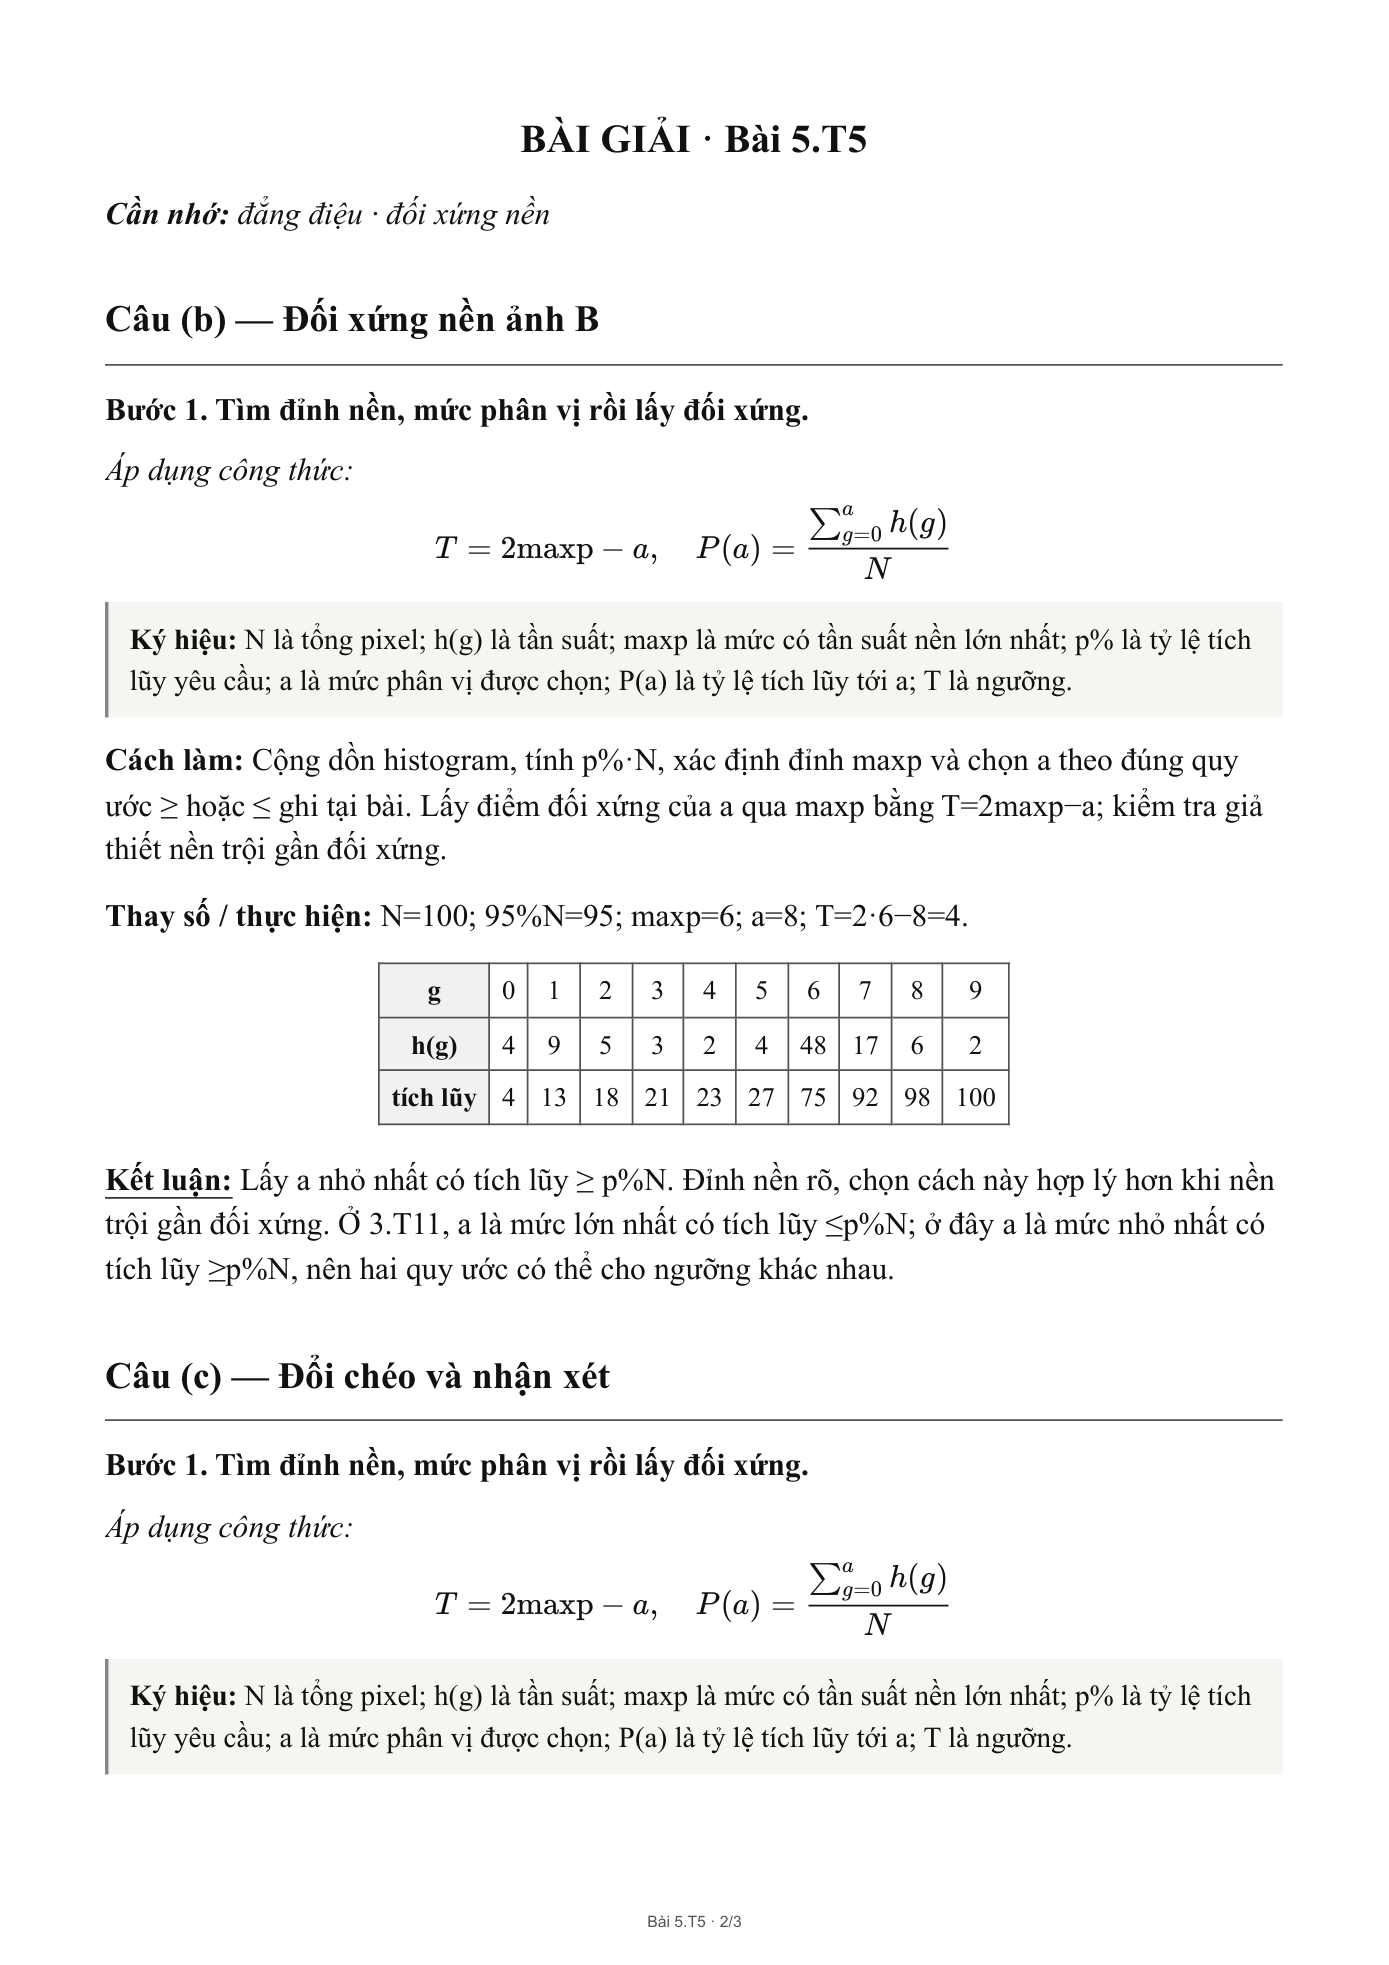 BÀI GIẢI · Bài 5.T5
Cần nhớ: đẳng điệu · đối xứng nền
Câu (b) — Đối xứng nền ảnh B
Bước 1. Tìm đỉnh nền, mức phân vị rồi lấy đối xứng.
Áp dụng công thức:
T = 2maxp − a, P(a) = \frac{\sum_{g=0}^{a} h(g)}{N}
Ký hiệu: N là tổng pixel; h(g) là tần suất; maxp là mức có tần suất nền lớn nhất; p% là tỷ lệ tích
lũy yêu cầu; a là mức phân vị được chọn; P(a) là tỷ lệ tích lũy tới a; T là ngưỡng.
Cách làm: Cộng dồn histogram, tính p%·N, xác định đỉnh maxp và chọn a theo đúng quy
ước ≥ hoặc ≤ ghi tại bài. Lấy điểm đối xứng của a qua maxp bằng T=2maxp−a; kiểm tra giả
thiết nền trội gần đối xứng.
Thay số / thực hiện: N=100; 95%N=95; maxp=6; a=8; T=2·6−8=4.
g 0 1 2 3 4 5 6 7 8 9
h(g) 4 9 5 3 2 4 48 17 6 2
tích lũy 4 13 18 21 23 27 75 92 98 100
Kết luận: Lấy a nhỏ nhất có tích lũy ≥ p%N. Đỉnh nền rõ, chọn cách này hợp lý hơn khi nền
trội gần đối xứng. Ở 3.T11, a là mức lớn nhất có tích lũy ≤p%N; ở đây a là mức nhỏ nhất có
tích lũy ≥p%N, nên hai quy ước có thể cho ngưỡng khác nhau.
Câu (c) — Đổi chéo và nhận xét
Bước 1. Tìm đỉnh nền, mức phân vị rồi lấy đối xứng.
Áp dụng công thức:
T = 2maxp − a, P(a) = \frac{\sum_{g=0}^{a} h(g)}{N}
Ký hiệu: N là tổng pixel; h(g) là tần suất; maxp là mức có tần suất nền lớn nhất; p% là tỷ lệ tích
lũy yêu cầu; a là mức phân vị được chọn; P(a) là tỷ lệ tích lũy tới a; T là ngưỡng.
Bài 5.T5 · 2/3